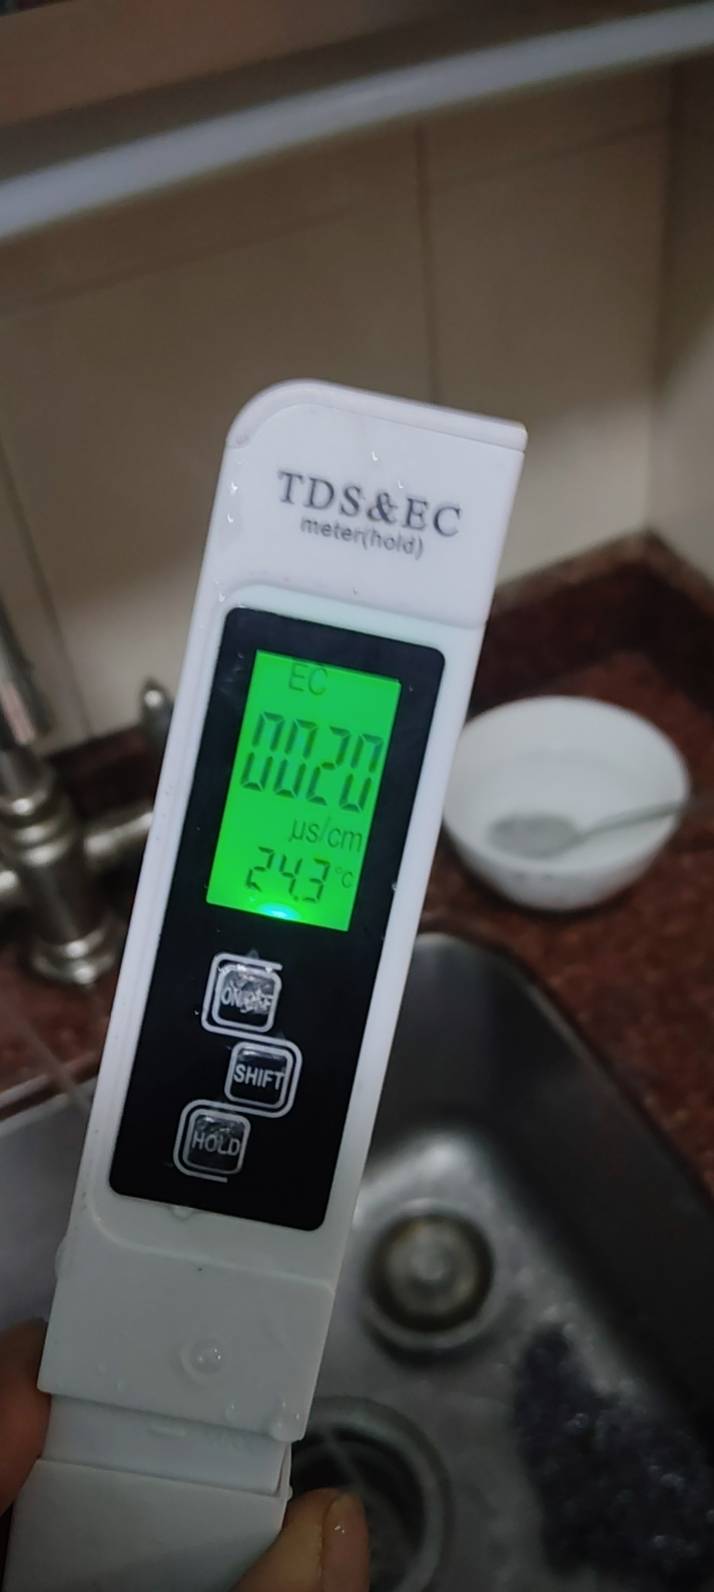 TDS&EC
meter(hold)
EC
0020
µs/cm
24.3 °C
ON/OFF
SHIFT
HOLD